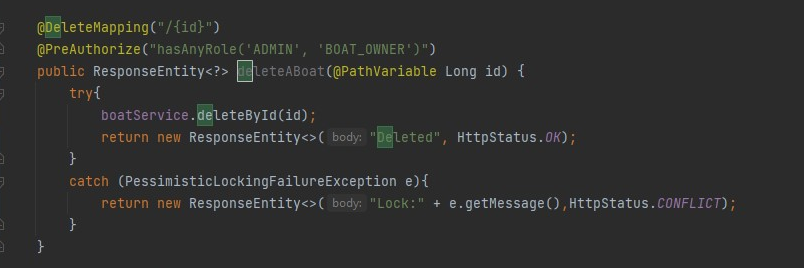 @DeleteMapping("/{id}")
@PreAuthorize("hasAnyRole('ADMIN', 'BOAT_OWNER')")
public ResponseEntity<?> deleteABoat(@PathVariable Long id) {
try{
boatService.deleteById(id);
return new ResponseEntity<>( body: "Deleted", HttpStatus.OK);
}
catch (PessimisticLockingFailureException e){
return new ResponseEntity<>( body: "Lock:" + e.getMessage(),HttpStatus.CONFLICT);
}
}